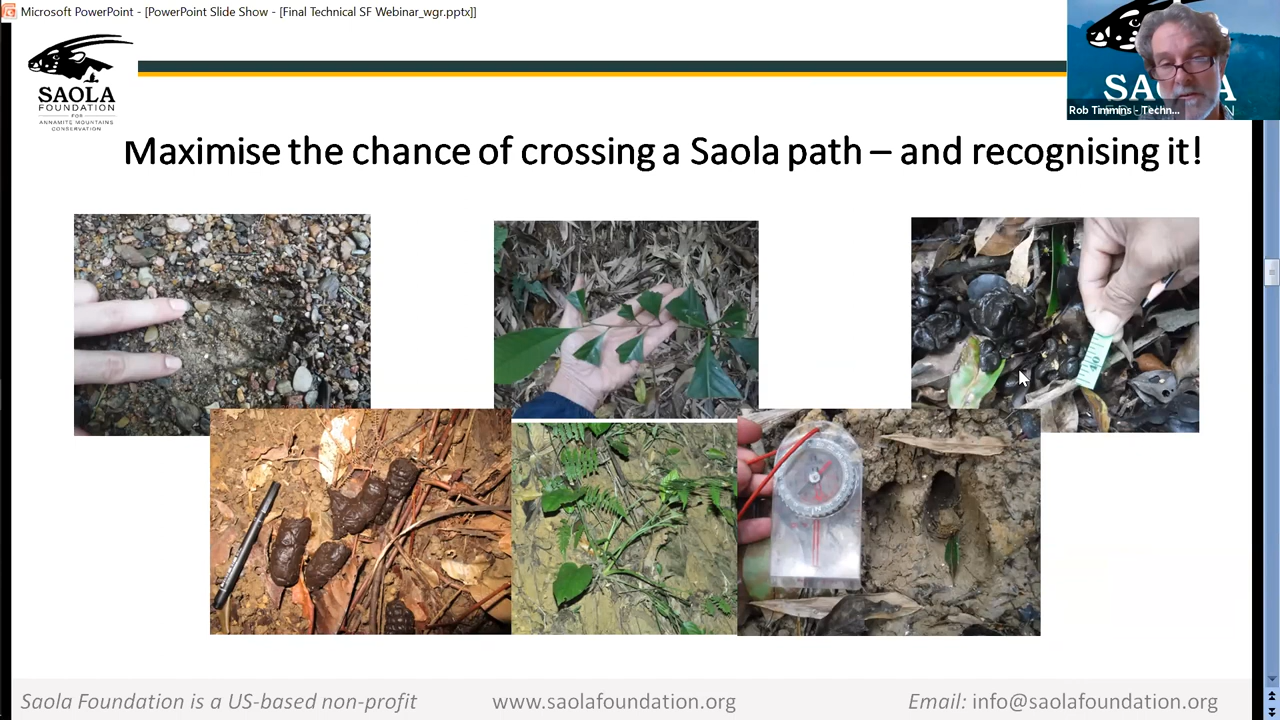 Microsoft PowerPoint - [PowerPoint Slide Show - [Final Technical SF Webinar_wgr.pptx]]
SAOLA
FOUNDATION
FOR
ANNAMITE MOUNTAINS
CONSERVATION
Rob Timmins - Techn...
Maximise the chance of crossing a Saola path – and recognising it!
Saola Foundation is a US-based non-profit
www.saolafoundation.org
Email: info@saolafoundation.org